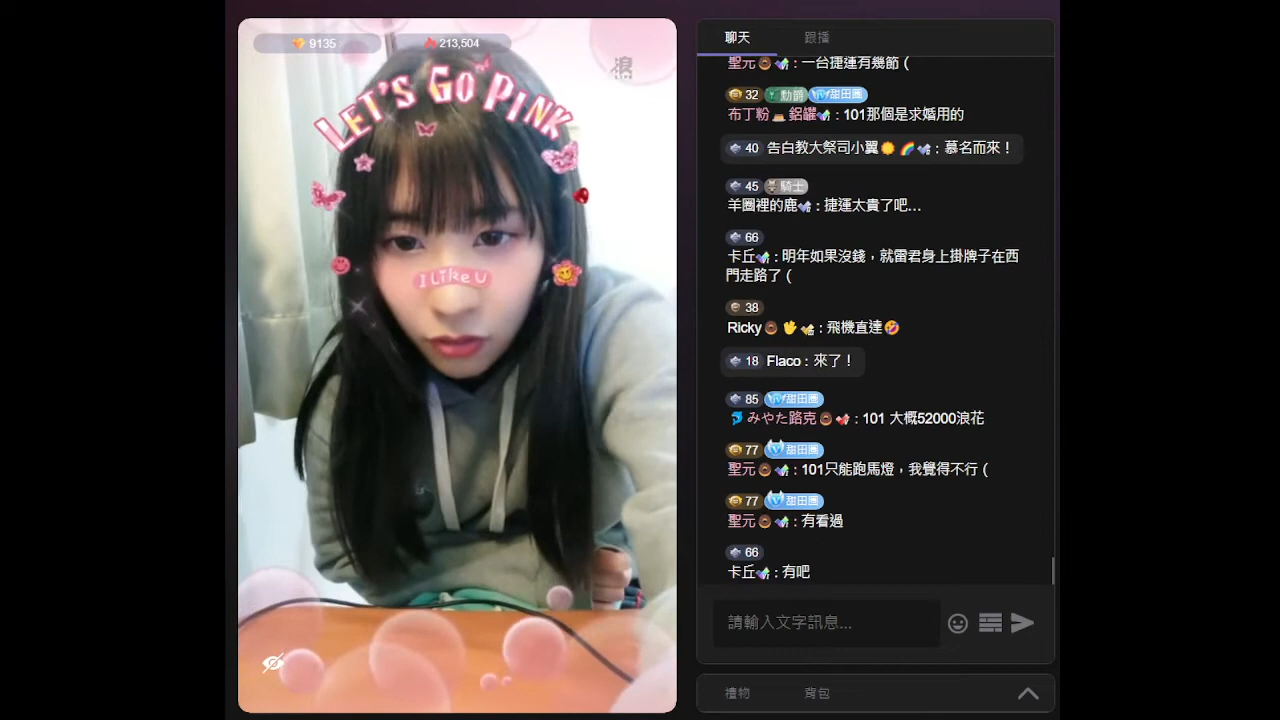 9135
213,504
浪
LET'S GO PINK
I Like U
聊天
跟播
聖元：一台捷運有幾節 (
32 勳爵 甜田圈
布丁粉 鋁罐：101那個是求婚用的
40 告白教大祭司小翼：慕名而來！
45 騎士
羊圈裡的鹿：捷運太貴了吧…
66
卡丘：明年如果沒錢，就雷君身上掛牌子在西
門走路了 (
38
Ricky：飛機直達
18 Flaco：來了！
85 甜田圈
みやた路克：101 大概52000浪花
77 甜田圈
聖元：101只能跑馬燈，我覺得不行 (
77 甜田圈
聖元：有看過
66
卡丘：有吧
請輸入文字訊息...
禮物
背包